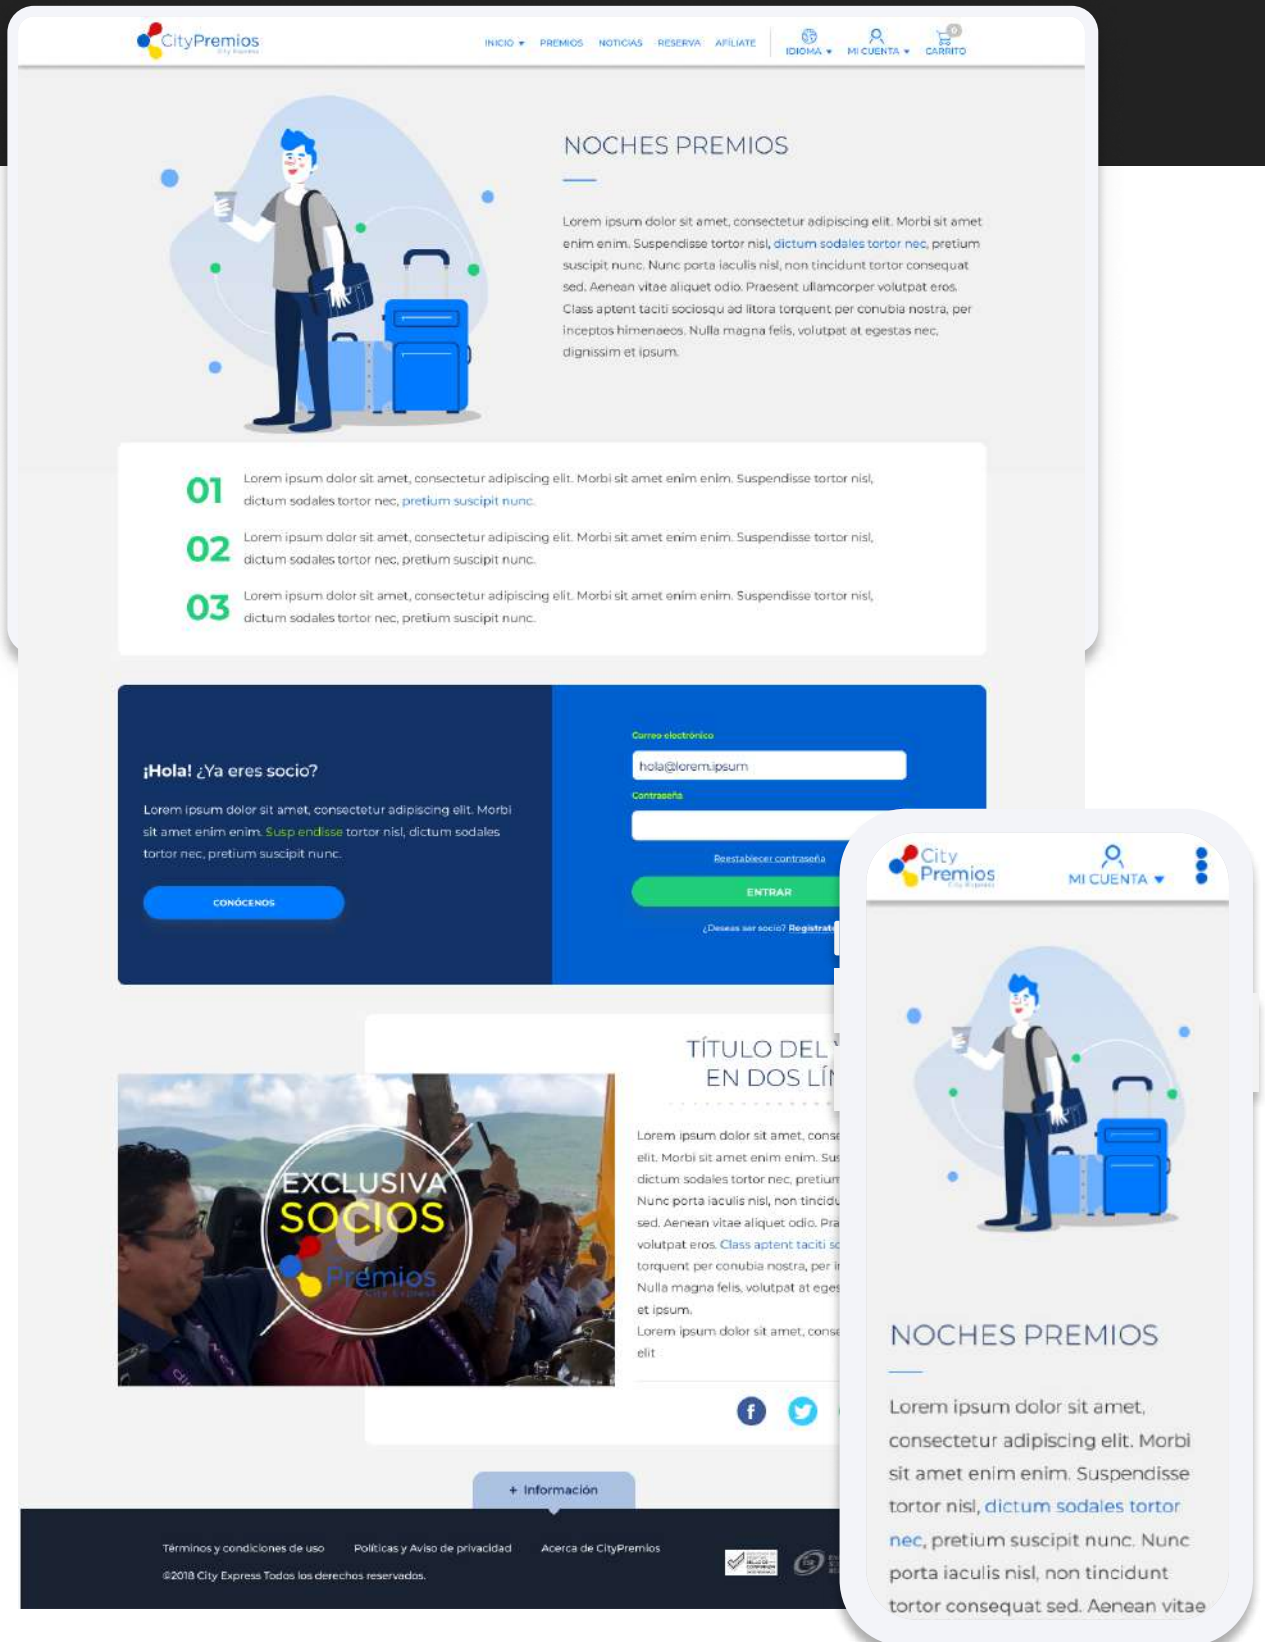 CityPremios
City Express
INICIO PREMIOS NOTICIAS RESERVA AFÍLIATE IDIOMA MI CUENTA 0 CARRITO
NOCHES PREMIOS
Lorem ipsum dolor sit amet, consectetur adipiscing elit. Morbi sit amet
enim enim. Suspendisse tortor nisl, dictum sodales tortor nec, pretium
suscipit nunc. Nunc porta iaculis nisl, non tincidunt tortor consequat
sed. Aenean vitae aliquet odio. Praesent ullamcorper volutpat eros.
Class aptent taciti sociosqu ad litora torquent per conubia nostra, per
inceptos himenaeos. Nulla magna felis, volutpat at egestas nec,
dignissim et ipsum.
01 Lorem ipsum dolor sit amet, consectetur adipiscing elit. Morbi sit amet enim enim. Suspendisse tortor nisl,
dictum sodales tortor nec, pretium suscipit nunc.
02 Lorem ipsum dolor sit amet, consectetur adipiscing elit. Morbi sit amet enim enim. Suspendisse tortor nisl,
dictum sodales tortor nec, pretium suscipit nunc.
03 Lorem ipsum dolor sit amet, consectetur adipiscing elit. Morbi sit amet enim enim. Suspendisse tortor nisl,
dictum sodales tortor nec, pretium suscipit nunc.
¡Hola! ¿Ya eres socio?
Lorem ipsum dolor sit amet, consectetur adipiscing elit. Morbi
sit amet enim enim. Susp endisse tortor nisl, dictum sodales
tortor nec, pretium suscipit nunc.
CONÓCENOS
Correo electrónico
hola@lorem.ipsum
Contraseña
Reestablecer contraseña
ENTRAR
¿Deseas ser socio? Registrate
EXCLUSIVA
SOCIOS
Premios
City Express
TÍTULO DEL
EN DOS LÍN
Lorem ipsum dolor sit amet, conse
elit. Morbi sit amet enim enim. Sus
dictum sodales tortor nec, pretium
Nunc porta iaculis nisl, non tincidu
sed. Aenean vitae aliquet odio. Pra
volutpat eros. Class aptent taciti so
torquent per conubia nostra, per i
Nulla magna felis, volutpat at eges
et ipsum.
Lorem ipsum dolor sit amet, conse
elit
+ Información
Términos y condiciones de uso Políticas y Aviso de privacidad Acerca de CityPremios
©2018 City Express Todos los derechos reservados.
City
Premios
City Express
MI CUENTA
NOCHES PREMIOS
Lorem ipsum dolor sit amet,
consectetur adipiscing elit. Morbi
sit amet enim enim. Suspendisse
tortor nisl, dictum sodales tortor
nec, pretium suscipit nunc. Nunc
porta iaculis nisl, non tincidunt
tortor consequat sed. Aenean vitae